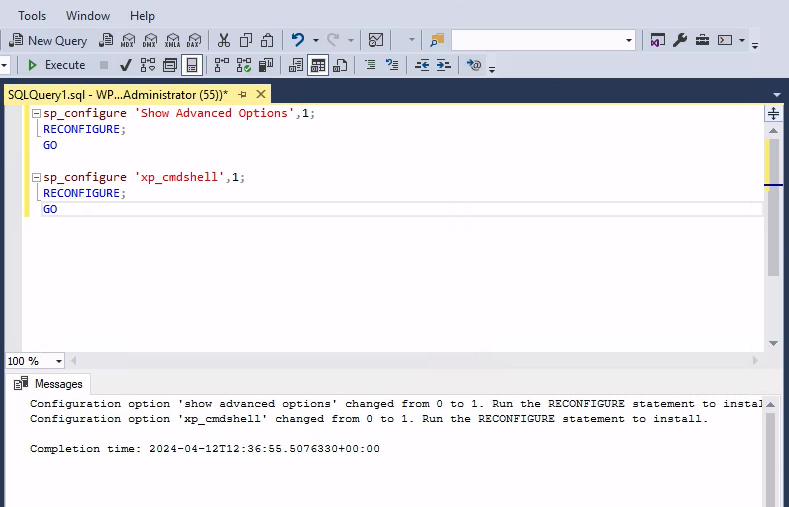 Tools Window Help
New Query MDX DMX XMLA DAX
Execute
SQLQuery1.sql - WP...Administrator (55))*
sp_configure 'Show Advanced Options',1;
RECONFIGURE;
GO
sp_configure 'xp_cmdshell',1;
RECONFIGURE;
GO
100 %
Messages
Configuration option 'show advanced options' changed from 0 to 1. Run the RECONFIGURE statement to instal
Configuration option 'xp_cmdshell' changed from 0 to 1. Run the RECONFIGURE statement to install.
Completion time: 2024-04-12T12:36:55.5076330+00:00